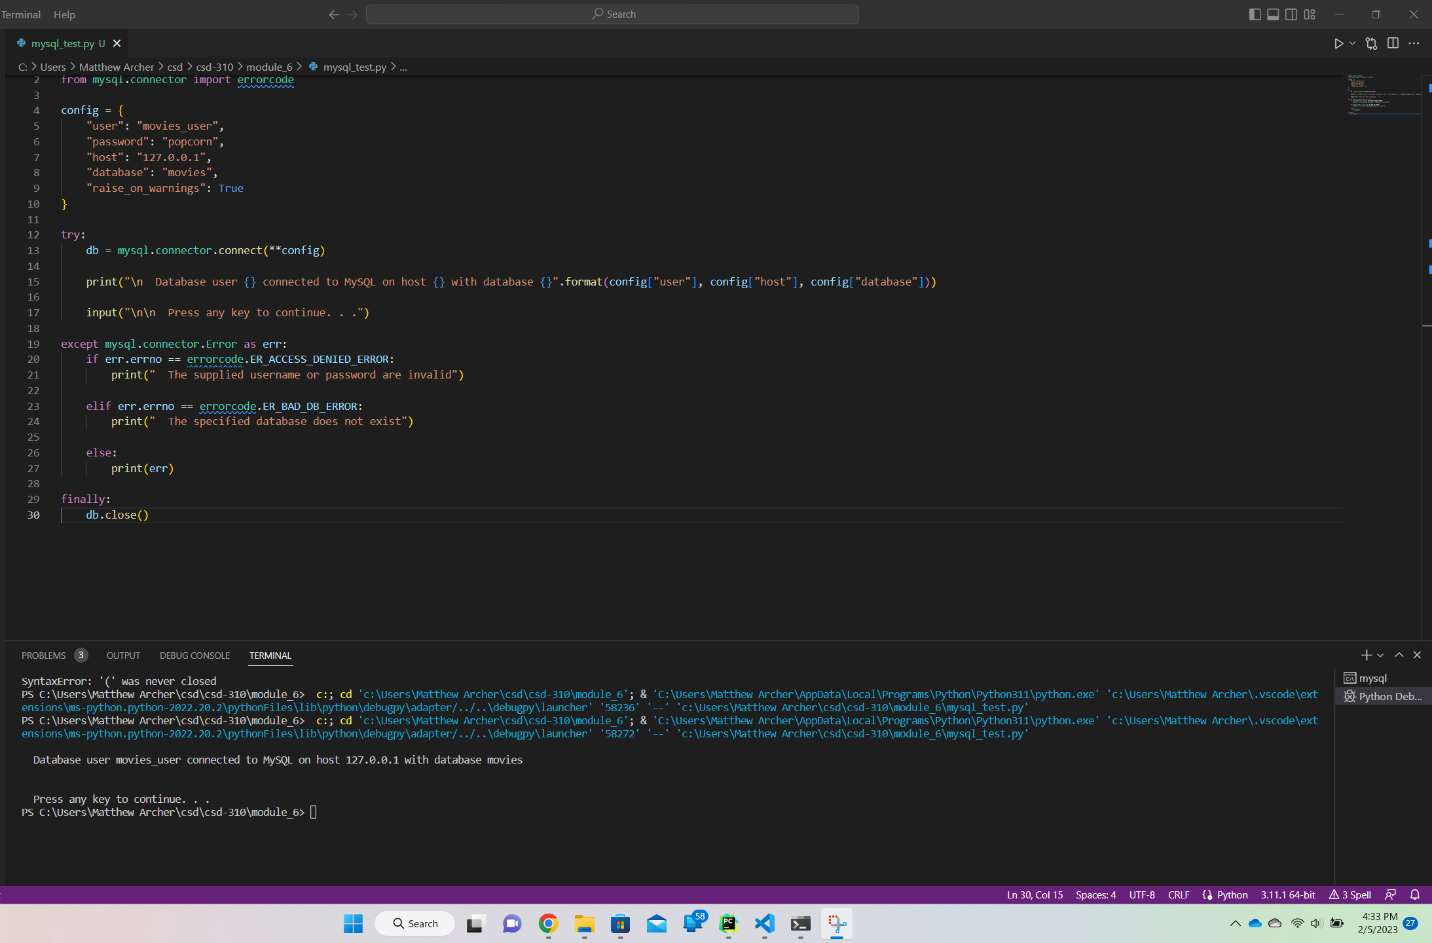 Terminal Help
Search
mysql_test.py U
C: > Users > Matthew Archer > csd > csd-310 > module_6 > mysql_test.py > ...
2 from mysql.connector import errorcode
3
4 config = {
5 "user": "movies_user",
6 "password": "popcorn",
7 "host": "127.0.0.1",
8 "database": "movies",
9 "raise_on_warnings": True
10 }
11
12 try:
13 db = mysql.connector.connect(**config)
14
15 print("\n  Database user {} connected to MySQL on host {} with database {}".format(config["user"], config["host"], config["database"]))
16
17 input("\n\n  Press any key to continue. . .")
18
19 except mysql.connector.Error as err:
20 if err.errno == errorcode.ER_ACCESS_DENIED_ERROR:
21 print("  The supplied username or password are invalid")
22
23 elif err.errno == errorcode.ER_BAD_DB_ERROR:
24 print("  The specified database does not exist")
25
26 else:
27 print(err)
28
29 finally:
30 db.close()
PROBLEMS 3 OUTPUT DEBUG CONSOLE TERMINAL
SyntaxError: '(' was never closed
PS C:\Users\Matthew Archer\csd\csd-310\module_6>  c:; cd 'c:\Users\Matthew Archer\csd\csd-310\module_6'; & 'C:\Users\Matthew Archer\AppData\Local\Programs\Python\Python311\python.exe' 'c:\Users\Matthew Archer\.vscode\ext
ensions\ms-python.python-2022.20.2\pythonFiles\lib\python\debugpy\adapter/../..\debugpy\launcher' '58236' '--' 'c:\Users\Matthew Archer\csd\csd-310\module_6\mysql_test.py'
PS C:\Users\Matthew Archer\csd\csd-310\module_6>  c:; cd 'c:\Users\Matthew Archer\csd\csd-310\module_6'; & 'C:\Users\Matthew Archer\AppData\Local\Programs\Python\Python311\python.exe' 'c:\Users\Matthew Archer\.vscode\ext
ensions\ms-python.python-2022.20.2\pythonFiles\lib\python\debugpy\adapter/../..\debugpy\launcher' '58272' '--' 'c:\Users\Matthew Archer\csd\csd-310\module_6\mysql_test.py'
Database user movies_user connected to MySQL on host 127.0.0.1 with database movies
Press any key to continue. . .
PS C:\Users\Matthew Archer\csd\csd-310\module_6>
mysql
Python Deb...
Ln 30, Col 15 Spaces: 4 UTF-8 CRLF Python 3.11.1 64-bit 3 Spell
Search
58
PC
4:33 PM
2/5/2023
27